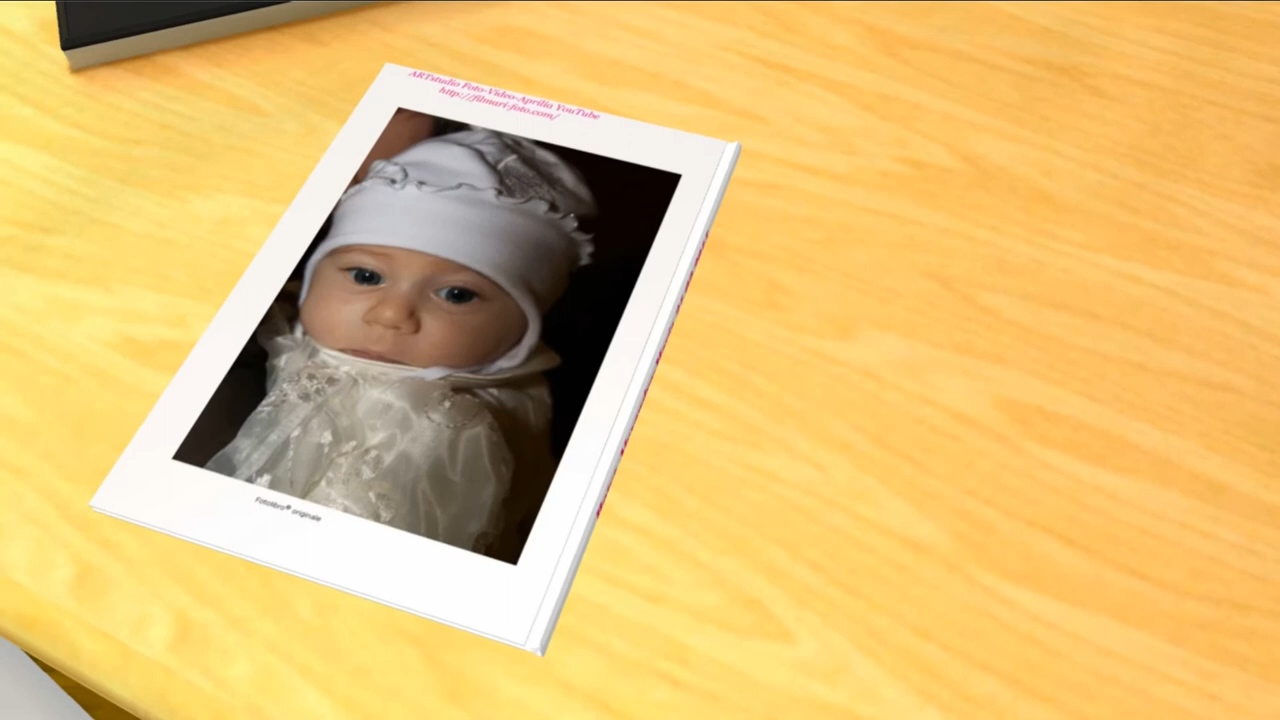 ARTstudio Foto-Video-Aprilia YouTube
http://filmari-foto.com/
Fotolibro® originale